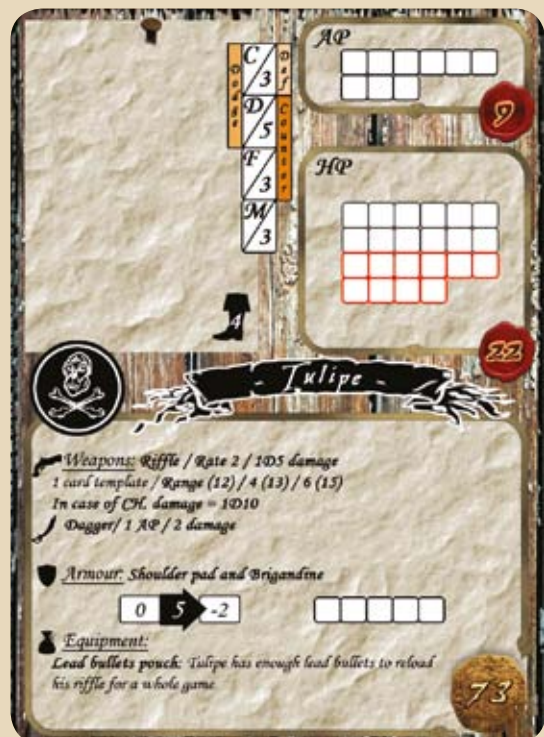 AP
9
Dodge
C/3
Def
D/5
Counter
F/3
M/3
HP
4
22
- Tulipe -
Weapons: Riffle / Rate 2 / 1D5 damage
1 card template / Range (12) / 4 (13) / 6 (15)
In case of CH, damage = 1D10
Dagger/ 1 AP / 2 damage
Armour: Shoulder pad and Brigandine
0 5 -2
Equipment:
Lead bullets pouch: Tulipe has enough lead bullets to reload
his riffle for a whole game.
73